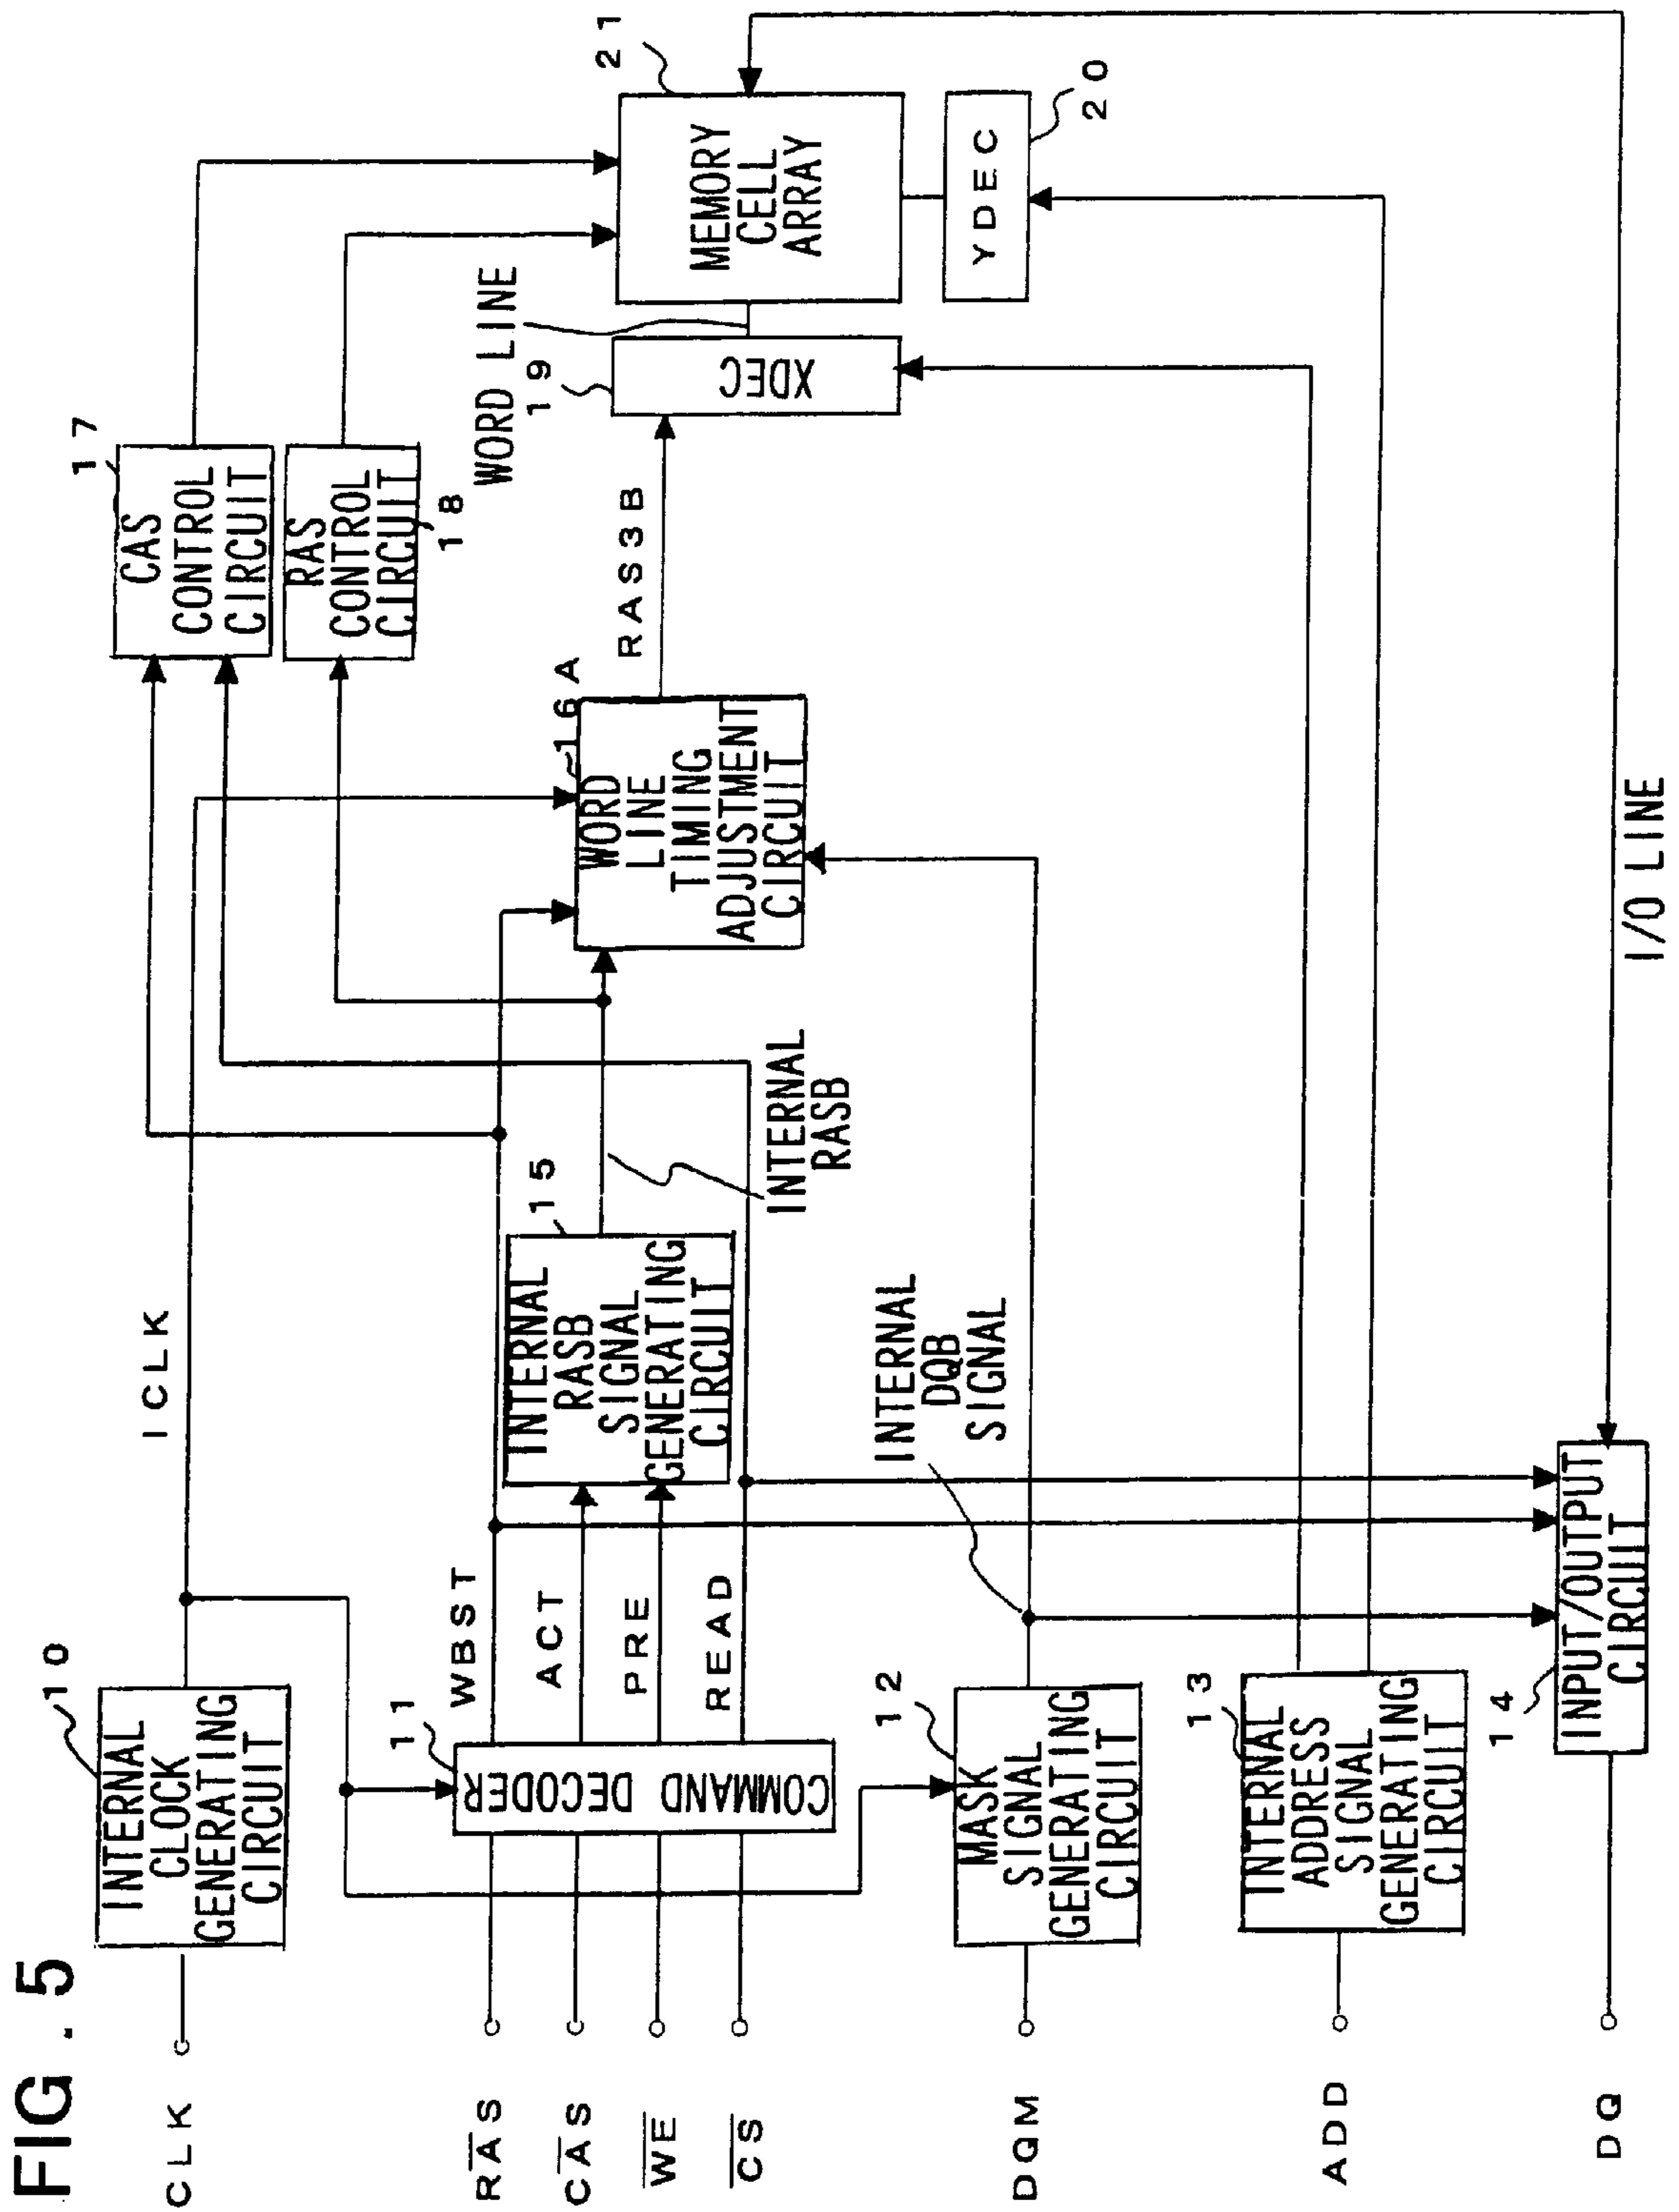 FIG. 5
CLK
RAS
CAS
WE
CS
DQM
ADD
DQ
10
INTERNAL
CLOCK
GENERATING
CIRCUIT
ICLK
11
COMMAND DECODER
WBST
ACT
PRE
READ
12
MASK
SIGNAL
GENERATING
CIRCUIT
INTERNAL
DQB
SIGNAL
13
INTERNAL
ADDRESS
SIGNAL
GENERATING
CIRCUIT
14
INPUT/OUTPUT
CIRCUIT
15
INTERNAL
RASB
SIGNAL
GENERATING
CIRCUIT
INTERNAL
RASB
16A
WORD
LINE
TIMING
ADJUSTMENT
CIRCUIT
RAS3B
17
CAS
CONTROL
CIRCUIT
RAS
CONTROL
CIRCUIT
18
WORD LINE
19
XDEC
21
MEMORY
CELL
ARRAY
YDEC
20
I/O LINE